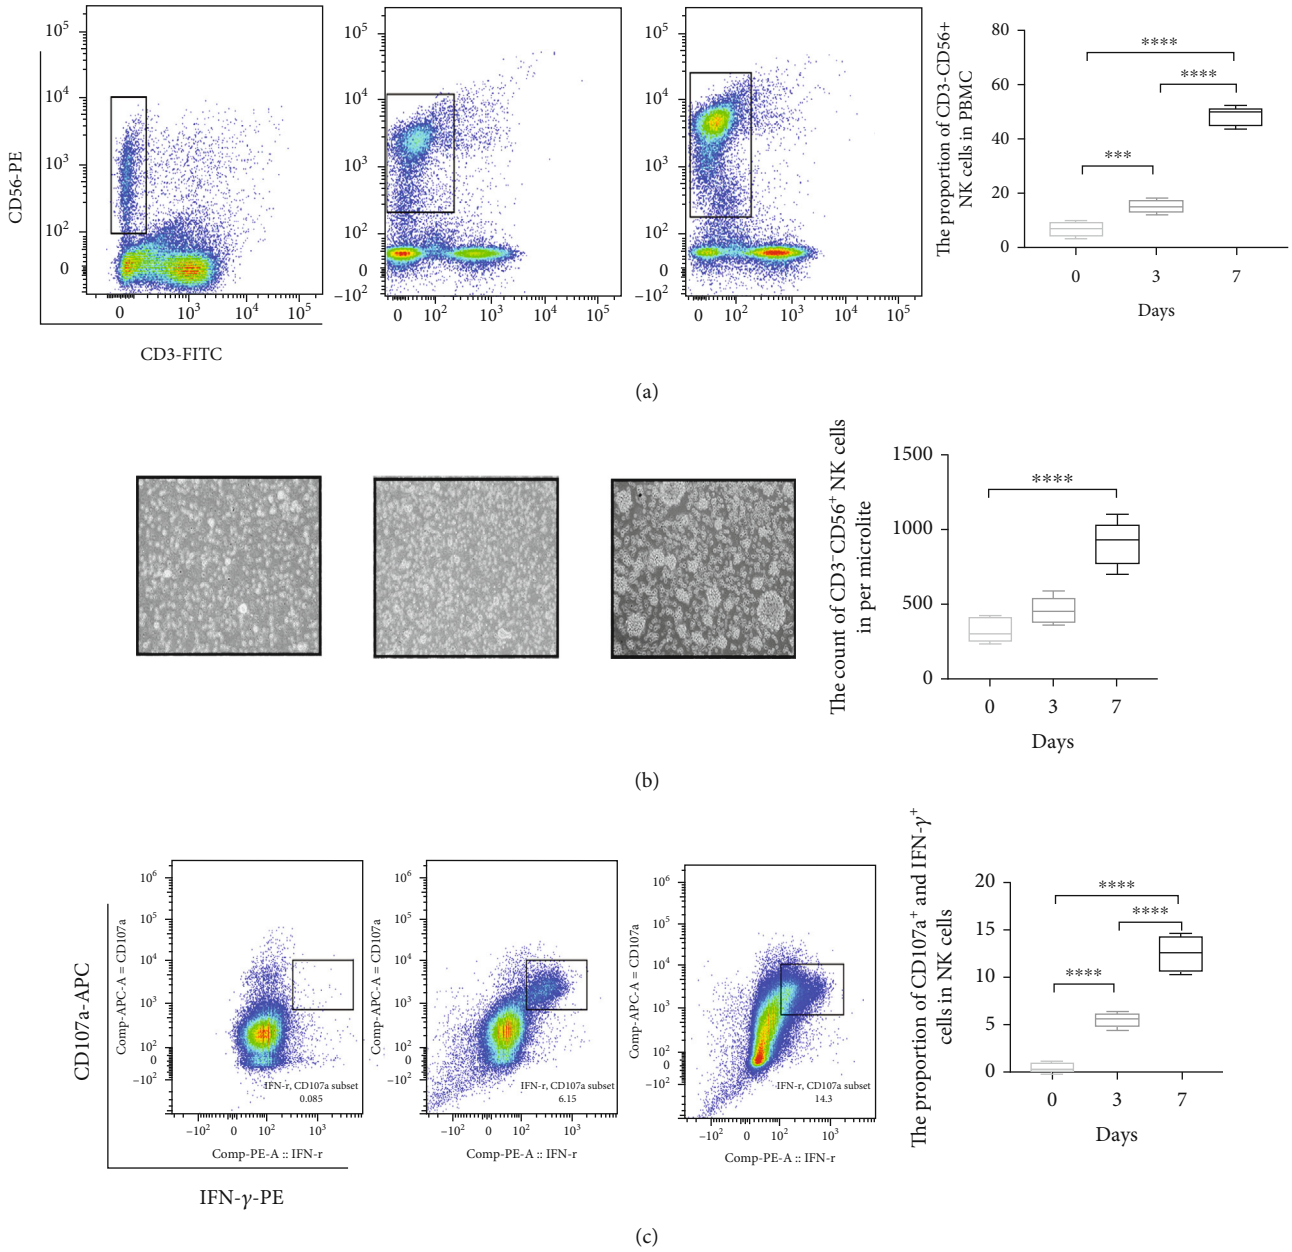 CD56-PE
10⁵
10⁴
10³
10²
0
0 10³ 10⁴ 10⁵
CD3-FITC
10⁵
10⁴
10³
10²
0
−10²
0 10² 10³ 10⁴ 10⁵
10⁵
10⁴
10³
10²
0
−10²
0 10² 10³ 10⁴ 10⁵
The proportion of CD3-CD56+
NK cells in PBMC
80
60
40
20
0
****
****
***
0 3 7
Days
(a)
The count of CD3⁻CD56⁺ NK cells
in per microlite
1500
1000
500
0
****
0 3 7
Days
(b)
CD107a-APC
Comp-APC-A = CD107a
10⁶
10⁵
10⁴
10³
10²
0
−10²
IFN-r, CD107a subset
0.085
−10² 0 10² 10³
Comp-PE-A :: IFN-r
IFN-γ-PE
Comp-APC-A = CD107a
10⁶
10⁵
10⁴
10³
10²
0
−10²
IFN-r, CD107a subset
6.15
−10² 0 10² 10³
Comp-PE-A :: IFN-r
Comp-APC-A = CD107a
10⁶
10⁵
10⁴
10³
10²
0
−10²
IFN-r, CD107a subset
14.3
−10² 0 10² 10³
Comp-PE-A :: IFN-r
The proportion of CD107a⁺ and IFN-γ⁺
cells in NK cells
20
15
10
5
0
****
****
****
0 3 7
Days
(c)